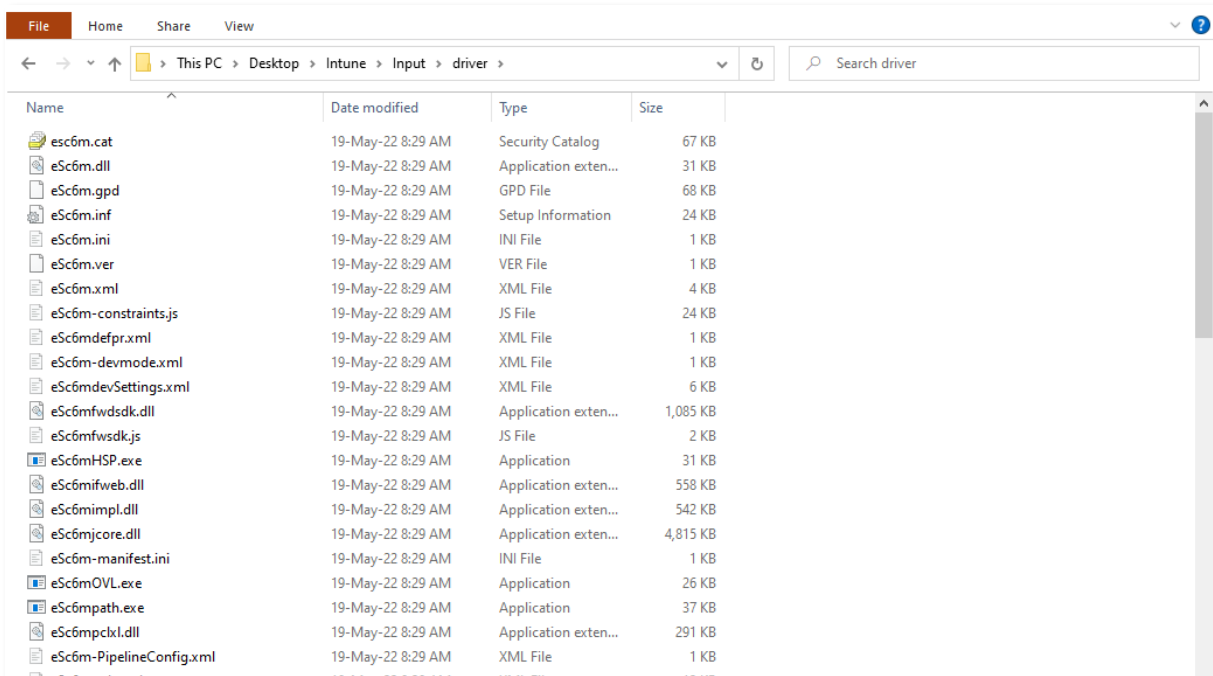 File Home Share View
This PC > Desktop > Intune > Input > driver > Search driver
Name Date modified Type Size
esc6m.cat 19-May-22 8:29 AM Security Catalog 67 KB
eSc6m.dll 19-May-22 8:29 AM Application exten... 31 KB
eSc6m.gpd 19-May-22 8:29 AM GPD File 68 KB
eSc6m.inf 19-May-22 8:29 AM Setup Information 24 KB
eSc6m.ini 19-May-22 8:29 AM INI File 1 KB
eSc6m.ver 19-May-22 8:29 AM VER File 1 KB
eSc6m.xml 19-May-22 8:29 AM XML File 4 KB
eSc6m-constraints.js 19-May-22 8:29 AM JS File 24 KB
eSc6mdefpr.xml 19-May-22 8:29 AM XML File 1 KB
eSc6m-devmode.xml 19-May-22 8:29 AM XML File 1 KB
eSc6mdevSettings.xml 19-May-22 8:29 AM XML File 6 KB
eSc6mfwdsdk.dll 19-May-22 8:29 AM Application exten... 1,085 KB
eSc6mfwsdk.js 19-May-22 8:29 AM JS File 2 KB
eSc6mHSP.exe 19-May-22 8:29 AM Application 31 KB
eSc6mifweb.dll 19-May-22 8:29 AM Application exten... 558 KB
eSc6mimpl.dll 19-May-22 8:29 AM Application exten... 542 KB
eSc6mjcore.dll 19-May-22 8:29 AM Application exten... 4,815 KB
eSc6m-manifest.ini 19-May-22 8:29 AM INI File 1 KB
eSc6mOVL.exe 19-May-22 8:29 AM Application 26 KB
eSc6mpath.exe 19-May-22 8:29 AM Application 37 KB
eSc6mpclxl.dll 19-May-22 8:29 AM Application exten... 291 KB
eSc6m-PipelineConfig.xml 19-May-22 8:29 AM XML File 1 KB